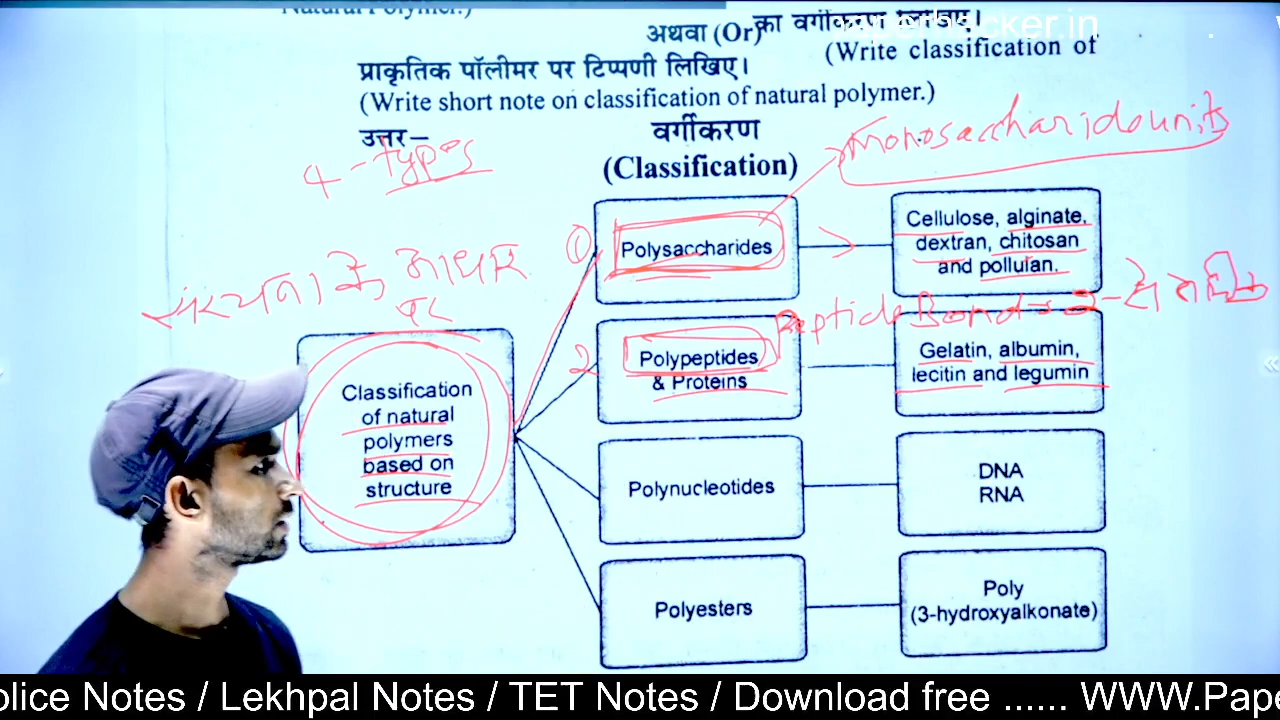 Natural Polymer.)
अथवा (Or)
का वर्गीकरण लिखिए।
(Write classification of
प्राकृतिक पॉलीमर पर टिप्पणी लिखिए।
(Write short note on classification of natural polymer.)
उत्तर–
वर्गीकरण
(Classification)
4-types
Monosaccharide units
संरचना के आधार
पर
Classification
of natural
polymers
based on
structure
①
Polysaccharides
Cellulose, alginate,
dextran, chitosan
and pollulan.
2
Polypeptides
& Proteins
Peptide Bond
Gelatin, albumin,
lecitin and legumin
Polynucleotides
DNA
RNA
Polyesters
Poly
(3-hydroxyalkonate)
olice Notes / Lekhpal Notes / TET Notes / Download free ...... WWW.Pape